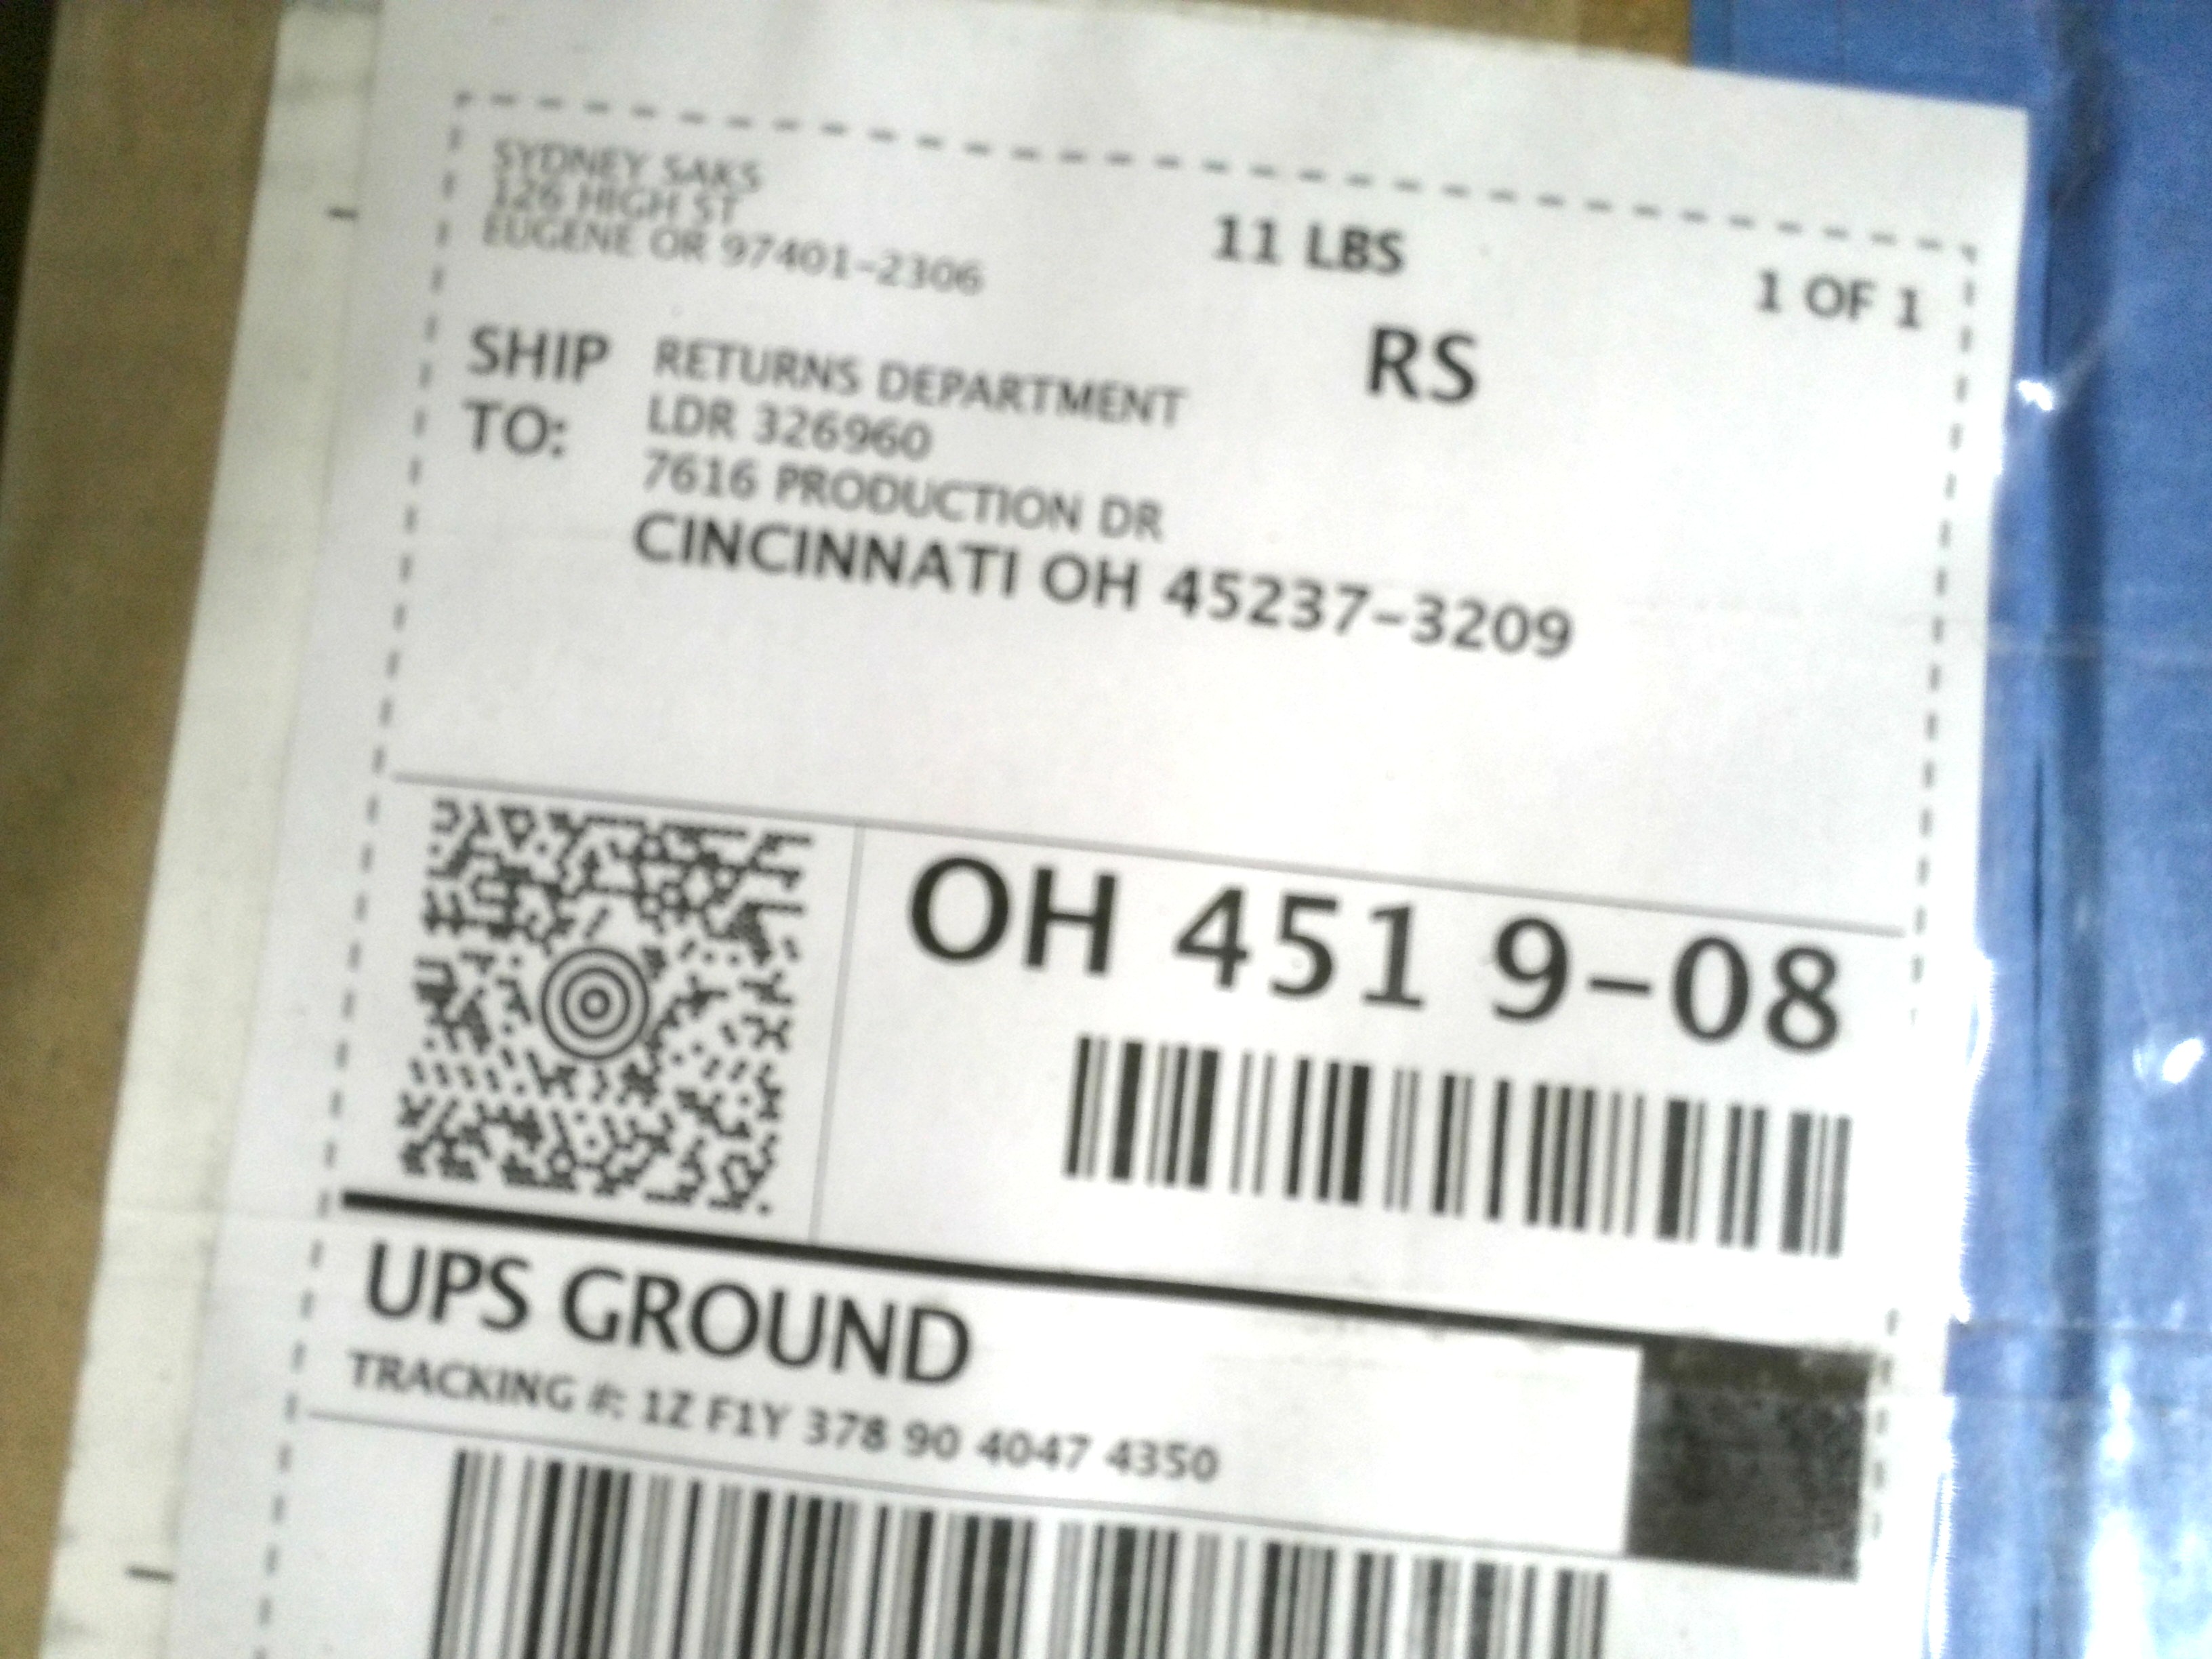 SYDNEY SAKS
126 HIGH ST
EUGENE OR 97401-2306
11 LBS
1 OF 1
RS
SHIP TO:
RETURNS DEPARTMENT
LDR 326960
7616 PRODUCTION DR
CINCINNATI OH 45237-3209
OH 451 9-08
UPS GROUND
TRACKING #: 1Z F1Y 378 90 4047 4350